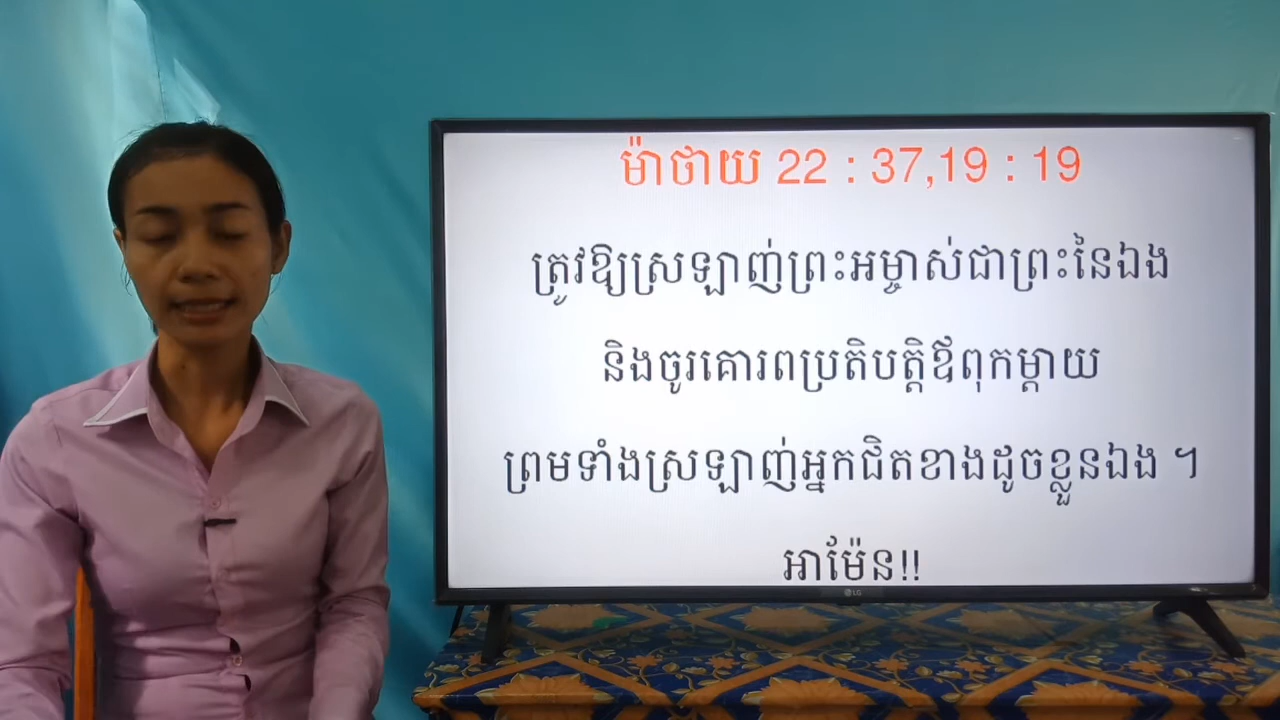 ម៉ាថាយ 22 : 37,19 : 19
ត្រូវឱ្យស្រឡាញ់ព្រះអម្ចាស់ជាព្រះនៃឯង
និងចូរគោរពប្រតិបត្តិឪពុកម្តាយ
ព្រមទាំងស្រឡាញ់អ្នកជិតខាងដូចខ្លួនឯង ។
អាម៉ែន!!
LG